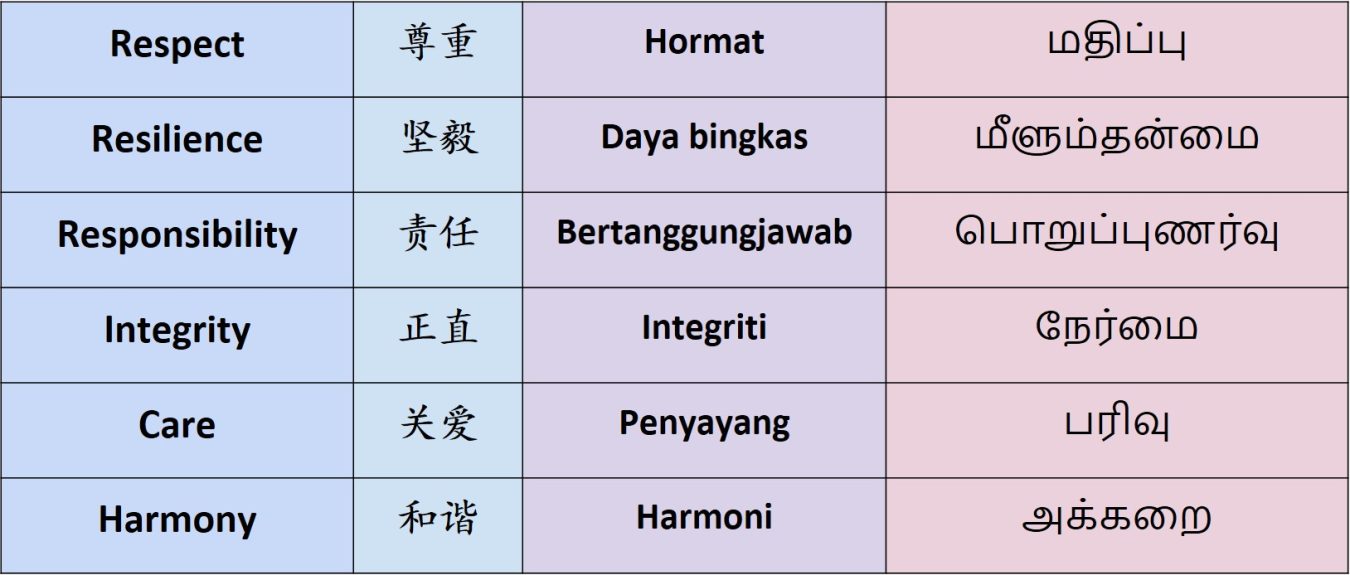 Respect 尊重 Hormat மதிப்பு
Resilience 坚毅 Daya bingkas மீளும்தன்மை
Responsibility 责任 Bertanggungjawab பொறுப்புணர்வு
Integrity 正直 Integriti நேர்மை
Care 关爱 Penyayang பரிவு
Harmony 和谐 Harmoni அக்கறை